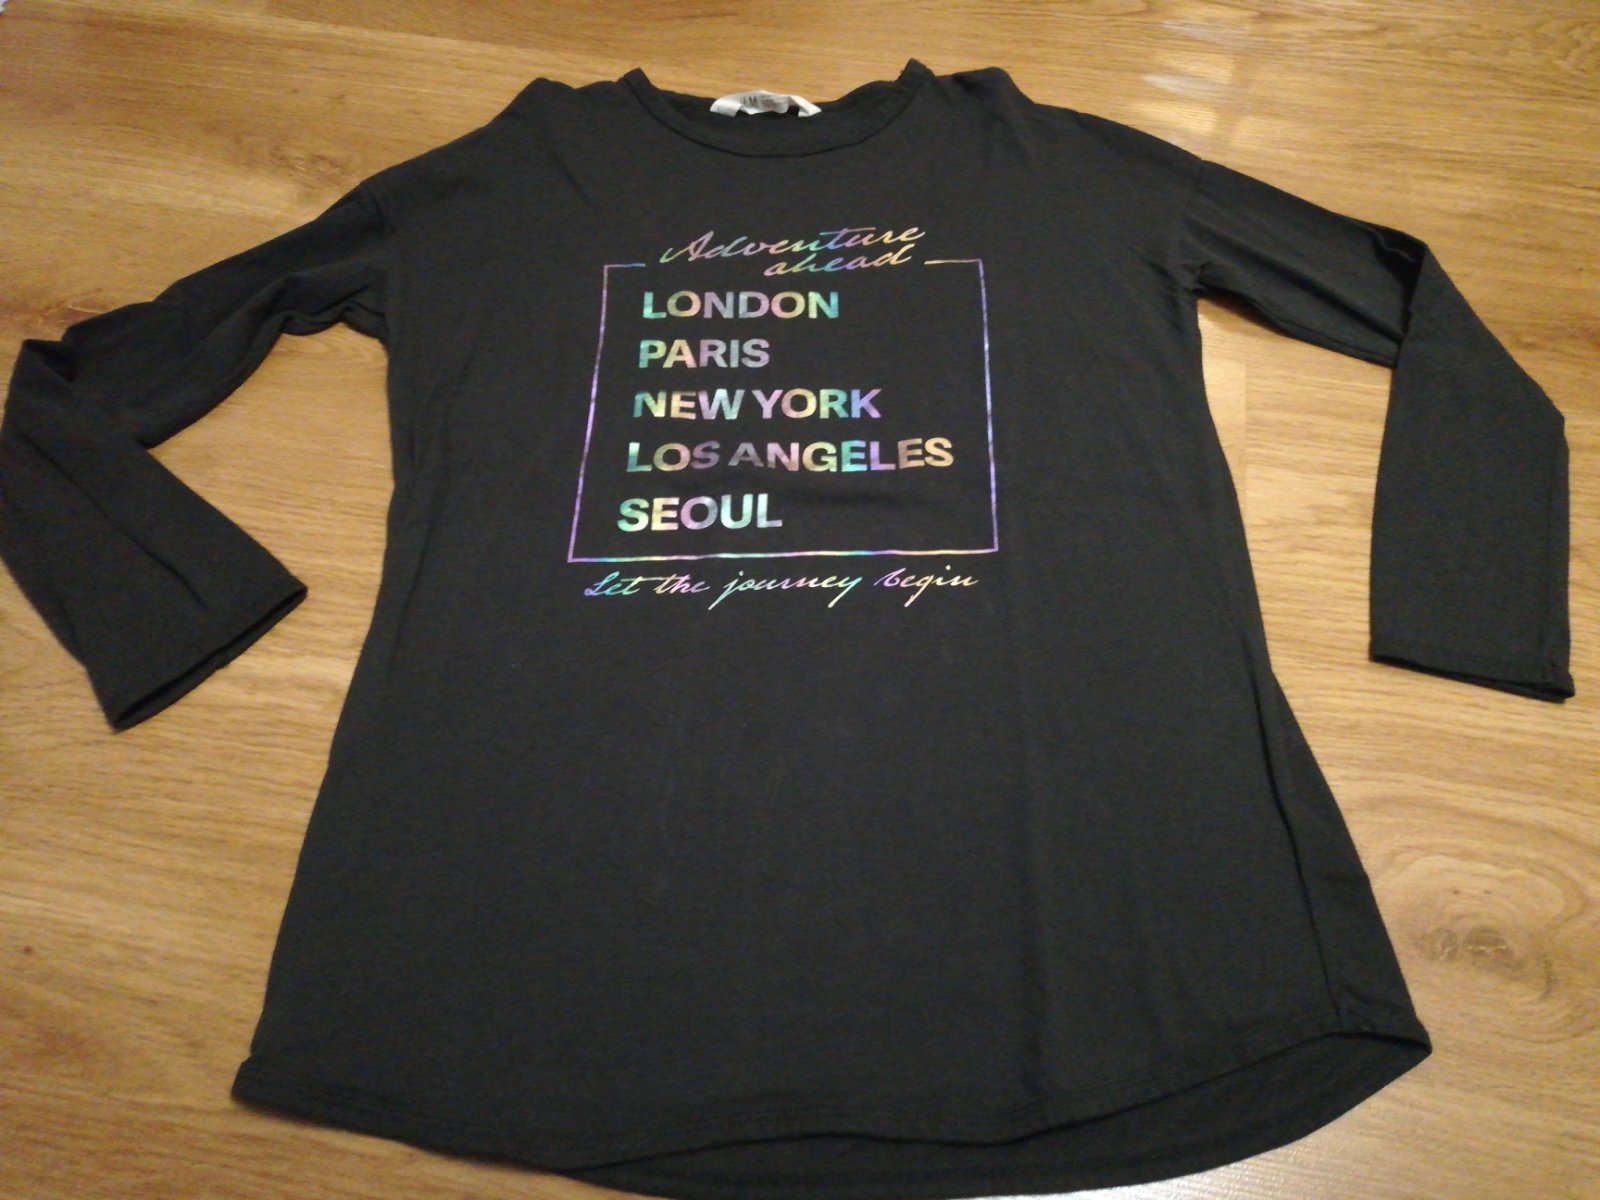 Adventure
ahead
LONDON
PARIS
NEW YORK
LOS ANGELES
SEOUL
Let the journey begin